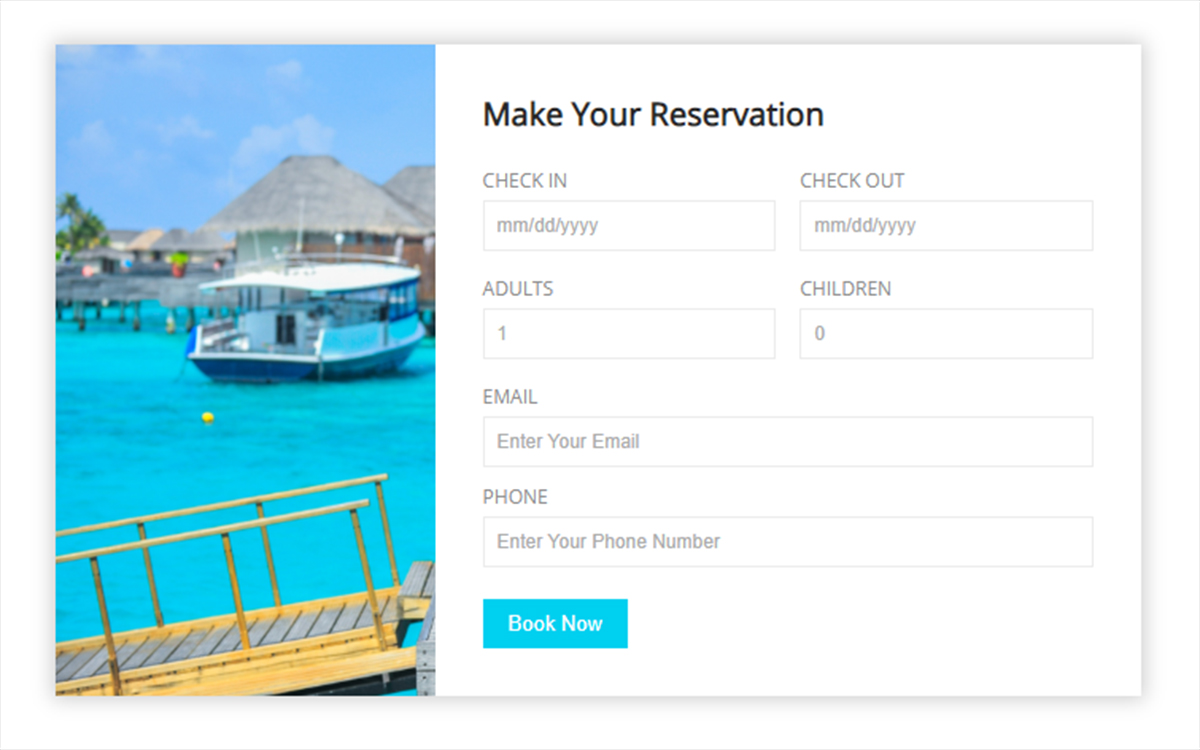 Make Your Reservation
CHECK IN
CHECK OUT
mm/dd/yyyy
mm/dd/yyyy
ADULTS
CHILDREN
1
0
EMAIL
Enter Your Email
PHONE
Enter Your Phone Number
Book Now